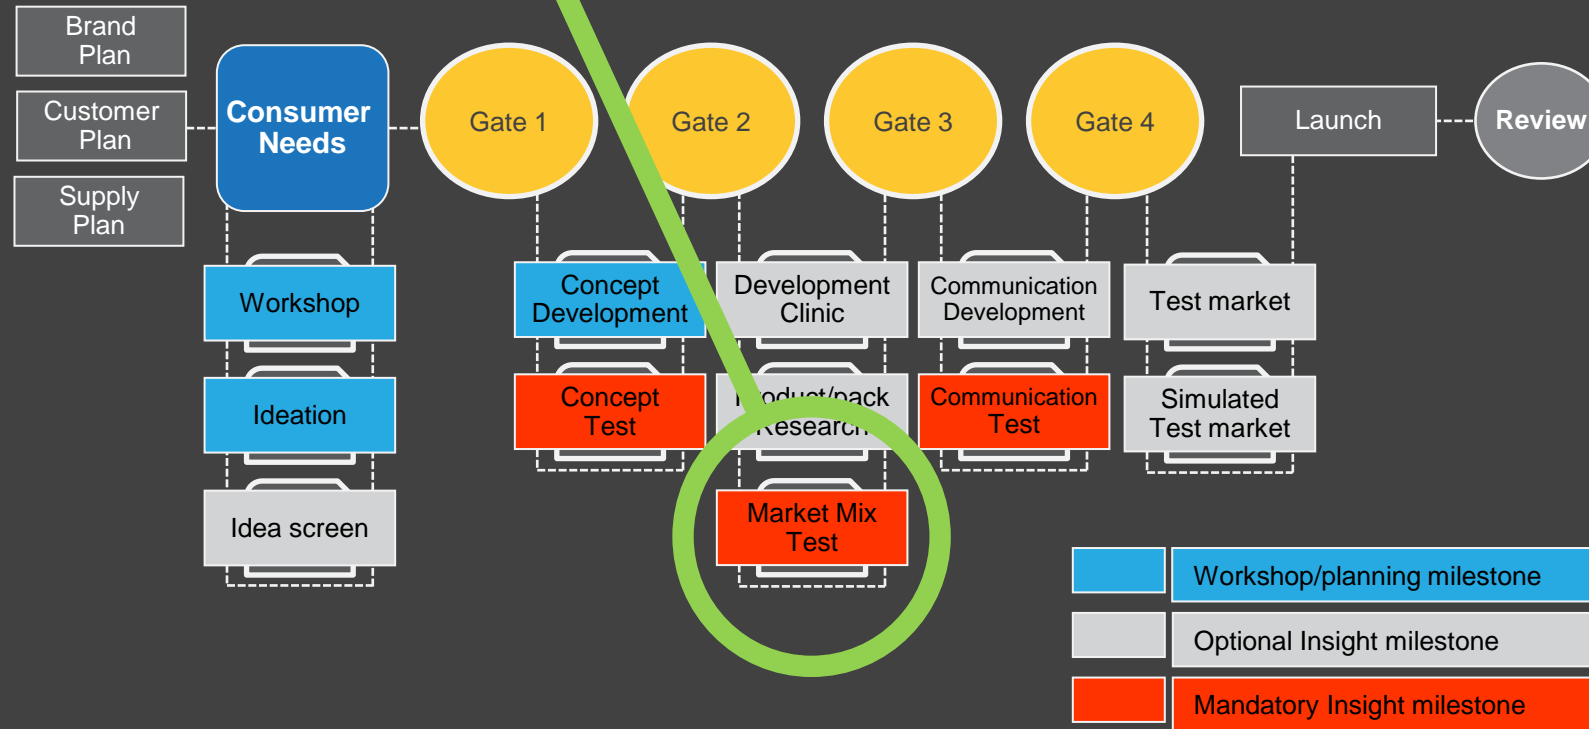 Brand
Plan
Customer
Plan
Supply
Plan
Consumer
Needs
Gate 1
Gate 2
Gate 3
Gate 4
Launch
Review
Workshop
Ideation
Idea screen
Concept
Development
Concept
Test
Development
Clinic
Product/pack
Research
Market Mix
Test
Communication
Development
Communication
Test
Test market
Simulated
Test market
Workshop/planning milestone
Optional Insight milestone
Mandatory Insight milestone